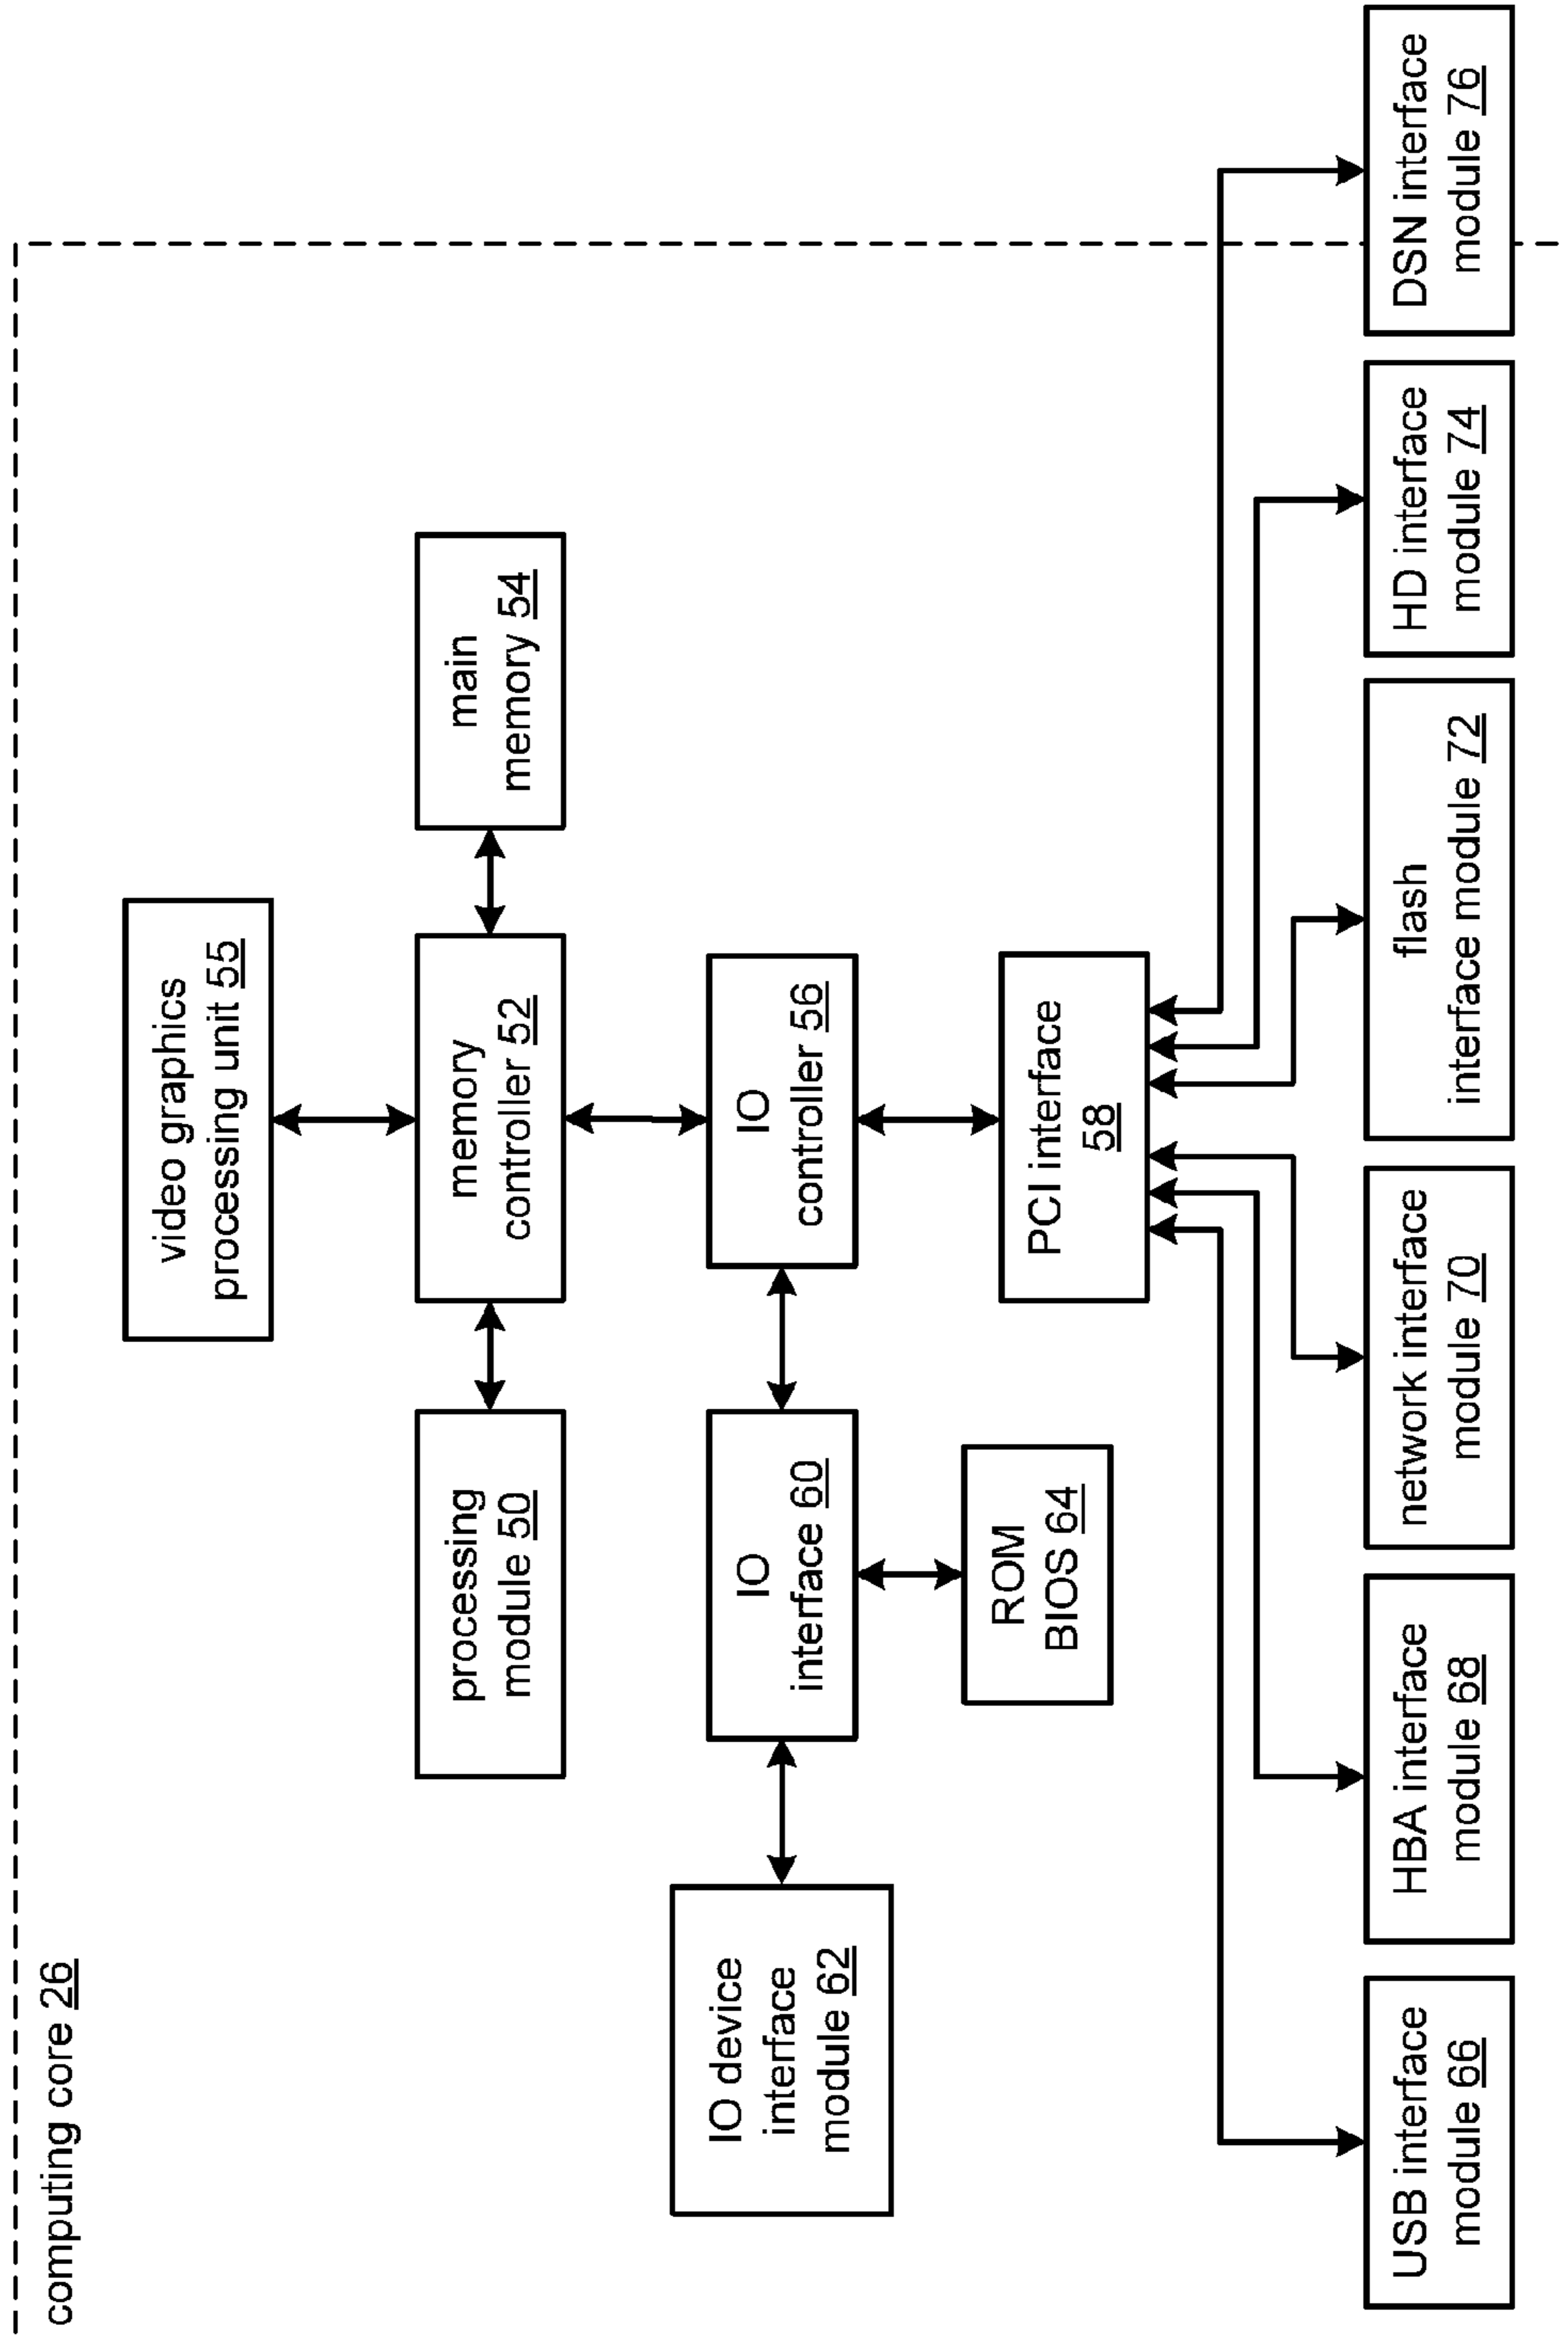 computing core 26
video graphics
processing unit 55
processing
module 50
memory
controller 52
main
memory 54
IO device
interface
module 62
IO
interface 60
IO
controller 56
ROM
BIOS 64
PCI interface
58
USB interface
module 66
HBA interface
module 68
network interface
module 70
flash
interface module 72
HD interface
module 74
DSN interface
module 76